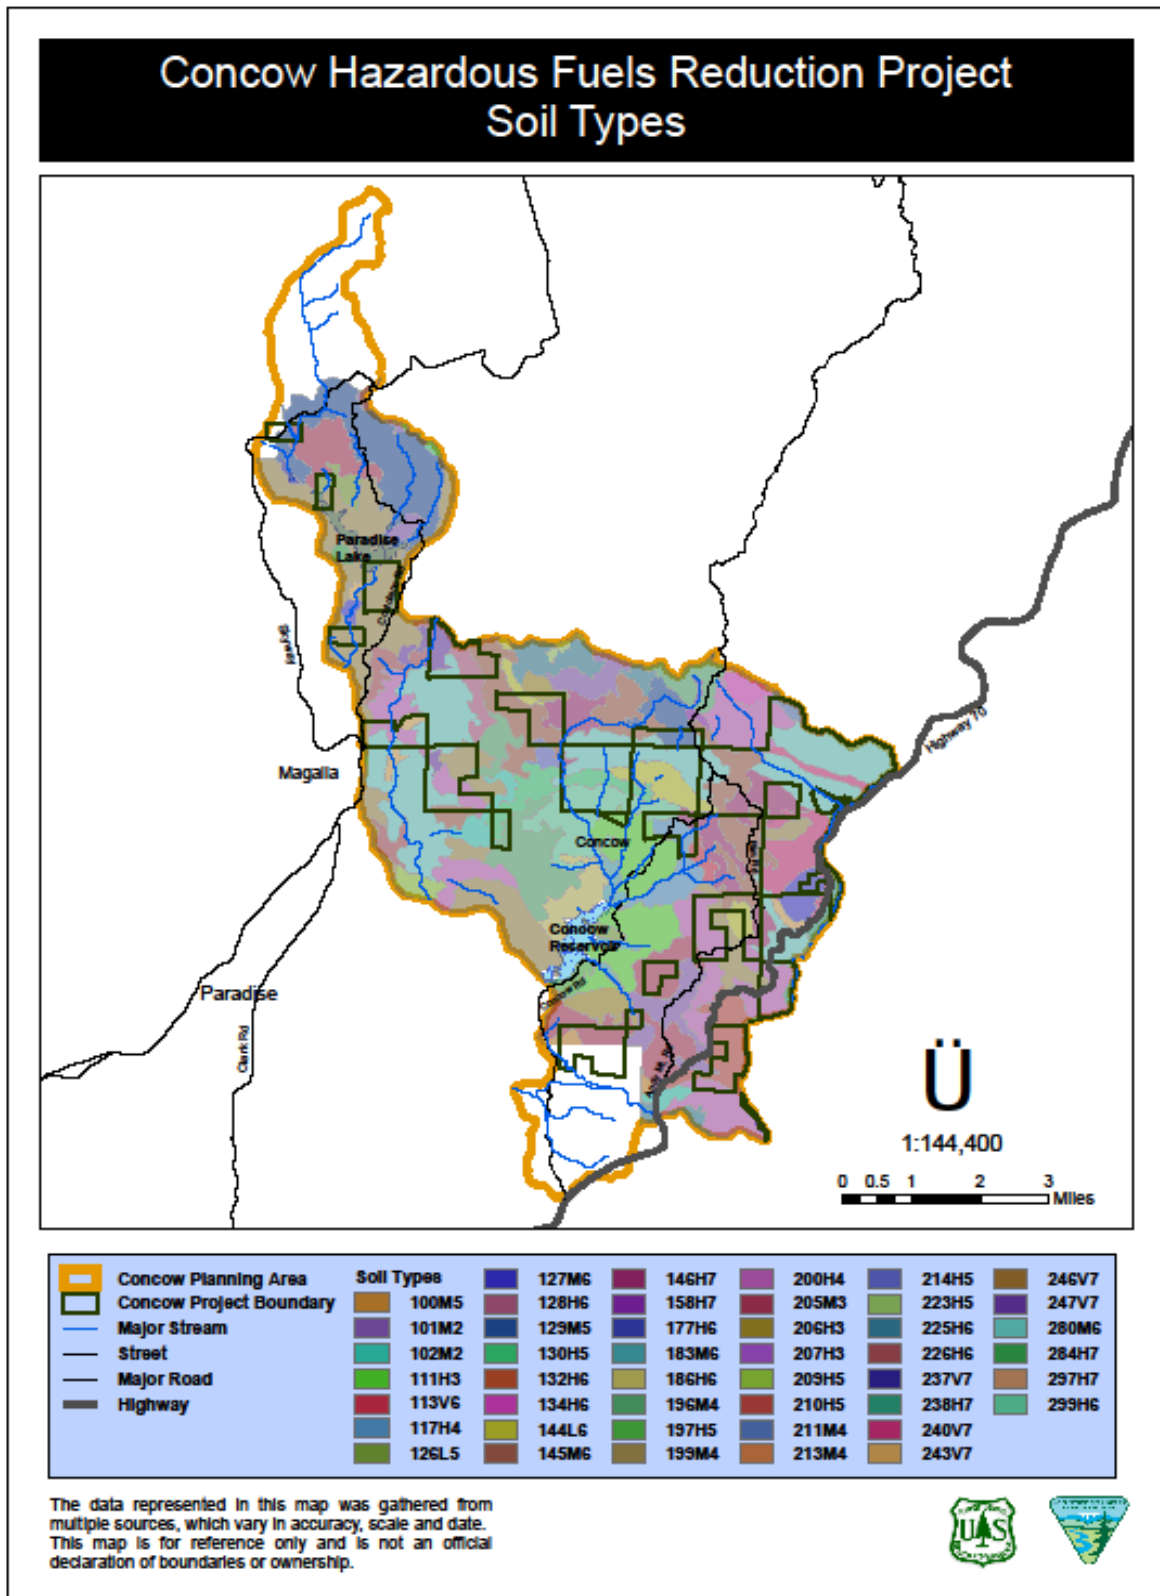 Concow Hazardous Fuels Reduction Project
Soil Types
Paradise
Lake
Magalia
Highway 70
Concow
Concow
Reservoir
Concow Rd
Paradise
Clark Rd
Ü
1:144,400
0 0.5 1 2 3
Miles
Concow Planning Area
Concow Project Boundary
Major Stream
Street
Major Road
Highway
Soil Types
100M5
101M2
102M2
111H3
113V6
117H4
126L5
127M6
128H6
129M5
130H5
132H6
134H6
144L6
145M6
146H7
158H7
177H6
183M6
186H6
196M4
197H5
199M4
200H4
205M3
206H3
207H3
209H5
210H5
211M4
213M4
214H5
223H5
225H6
226H6
237V7
238H7
240V7
243V7
246V7
247V7
280M6
284H7
297H7
299H6
The data represented in this map was gathered from
multiple sources, which vary in accuracy, scale and date.
This map is for reference only and is not an official
declaration of boundaries or ownership.
US